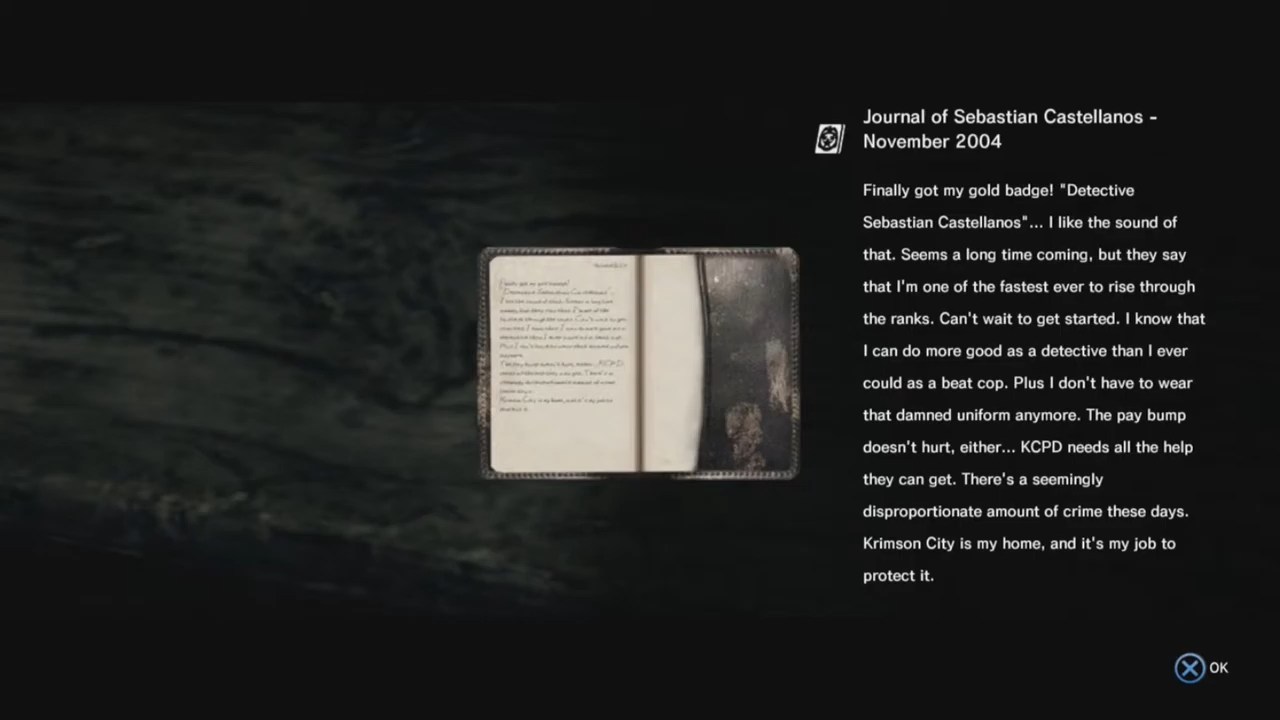 Journal of Sebastian Castellanos -
November 2004
Finally got my gold badge! "Detective
Sebastian Castellanos"... I like the sound of
that. Seems a long time coming, but they say
that I'm one of the fastest ever to rise through
the ranks. Can't wait to get started. I know that
I can do more good as a detective than I ever
could as a beat cop. Plus I don't have to wear
that damned uniform anymore. The pay bump
doesn't hurt, either... KCPD needs all the help
they can get. There's a seemingly
disproportionate amount of crime these days.
Krimson City is my home, and it's my job to
protect it.
OK